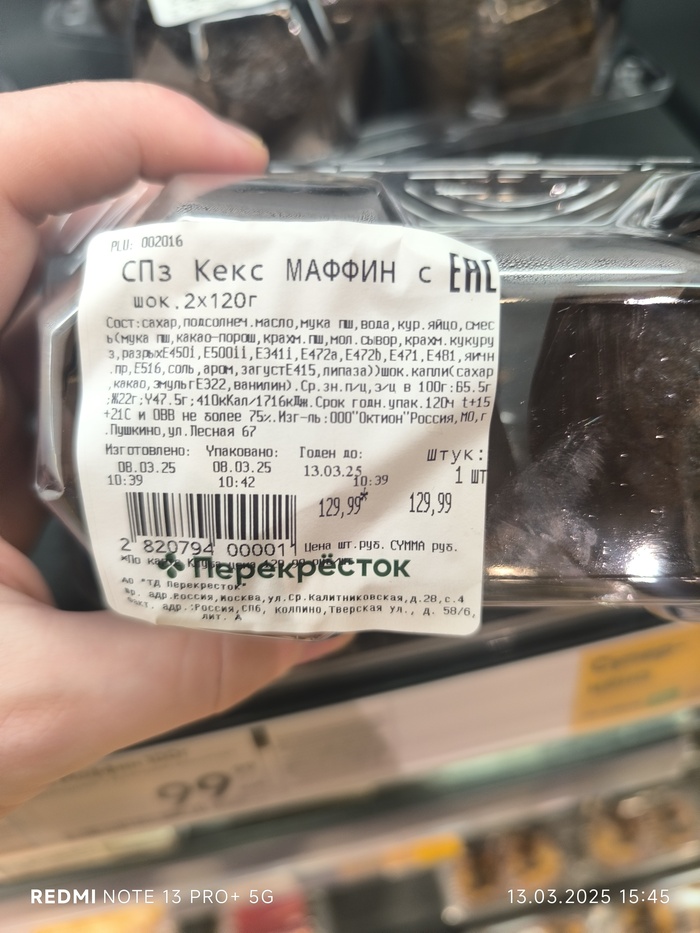 PLU: 002016
СПз Кекс МАФФИН с EAC
шок.2х120г
Сост:сахар,подсолнеч.масло,мука пш,вода,кур.яйцо,смес
ь(мука пш,какао-порош,крахм.пш,мол.сывор,крахм.кукуру
з,разрыхЕ450i,Е500ii,Е341i,Е472a,Е472b,Е471,Е481,ячмн
.пр,Е516,соль,аром,загустЕ415,липаза))шок.капли(сахар
,какао,эмульгЕ322,ванилин).Ср.зн.п/ц,э/ц в 100г:Б5.5г
;Ж22г;У47.5г;410кКал/1716кДж.Срок годн.упак.120ч t+15
+21С и ОВВ не более 75%.Изг-ль:ООО"Октион"Россия,МО,г
.Пушкино,ул.Лесная 67
Изготовлено: Упаковано: Годен до: штук:
08.03.25 08.03.25 13.03.25 1 шт
10:39 10:42 10:39
129,99* 129,99
2 820794 000011 Цена шт.руб. СУММА руб.
*По
Перекрёсток
АО "ТД Перекресток"
адр.Россия,Москва,ул.Ср.Калитниковская,д.28,с.4
адр.:Россия,СПб, колпино,Тверская ул., д. 58/6,
лит. А
99
REDMI NOTE 13 PRO+ 5G
13.03.2025 15:45